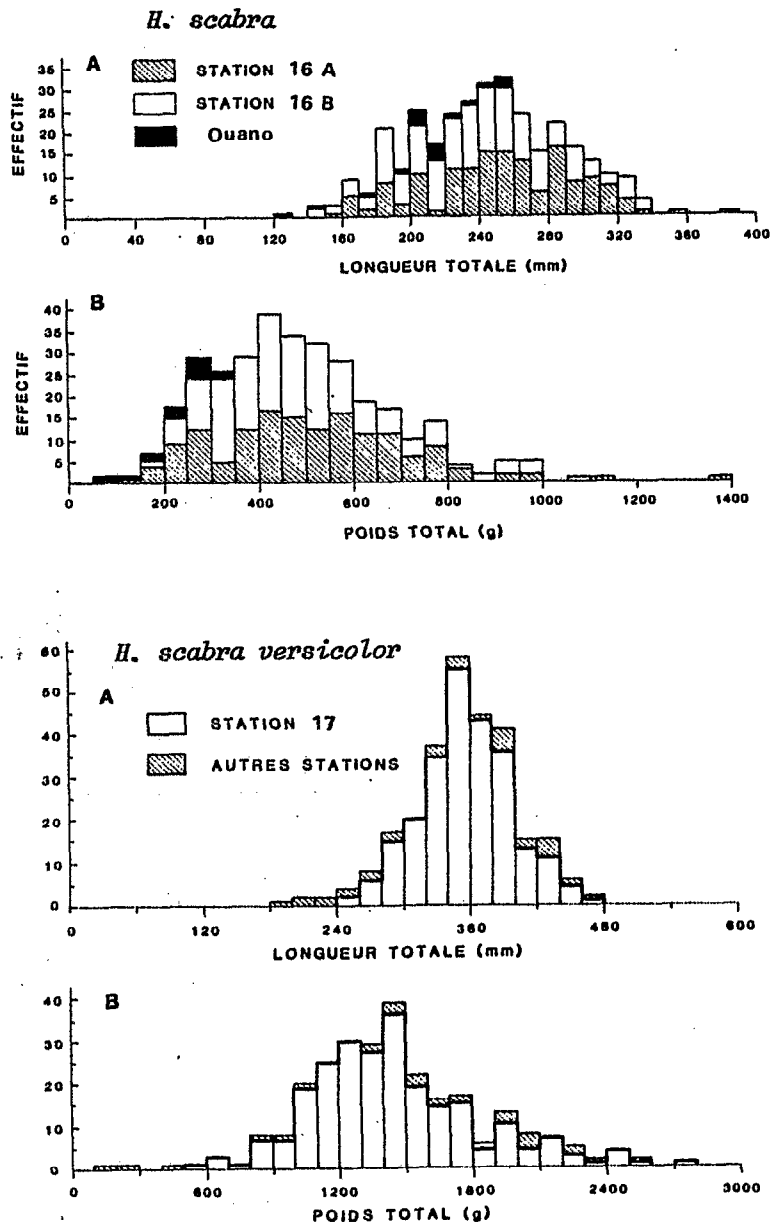 H. scabra
A
STATION 16 A
STATION 16 B
Ouano
EFFECTIF
35
30
25
20
15
10
5
0 40 80 120 160 200 240 280 320 360 400
LONGUEUR TOTALE (mm)
B
EFFECTIF
40
35
30
25
20
15
10
5
0 200 400 600 800 1000 1200 1400
POIDS TOTAL (g)
H. scabra versicolor
A
STATION 17
AUTRES STATIONS
60
50
40
30
20
10
0
0 120 240 360 480 600
LONGUEUR TOTALE (mm)
B
40
30
20
10
0
0 600 1200 1800 2400 3000
POIDS TOTAL (g)